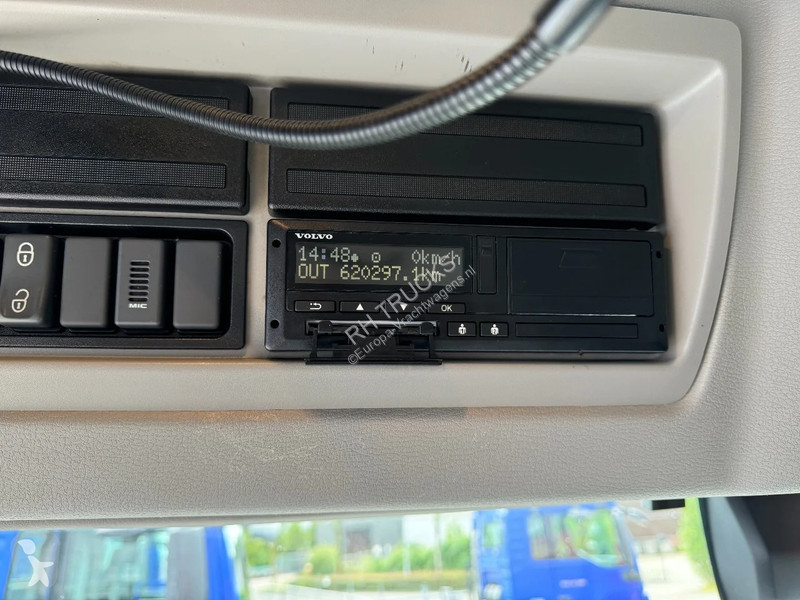 VOLVO
14:48 0km/h
OUT 620297.1km
OK
MIC
RH TRUCKS
©Europa-Vrachtwagens.nl